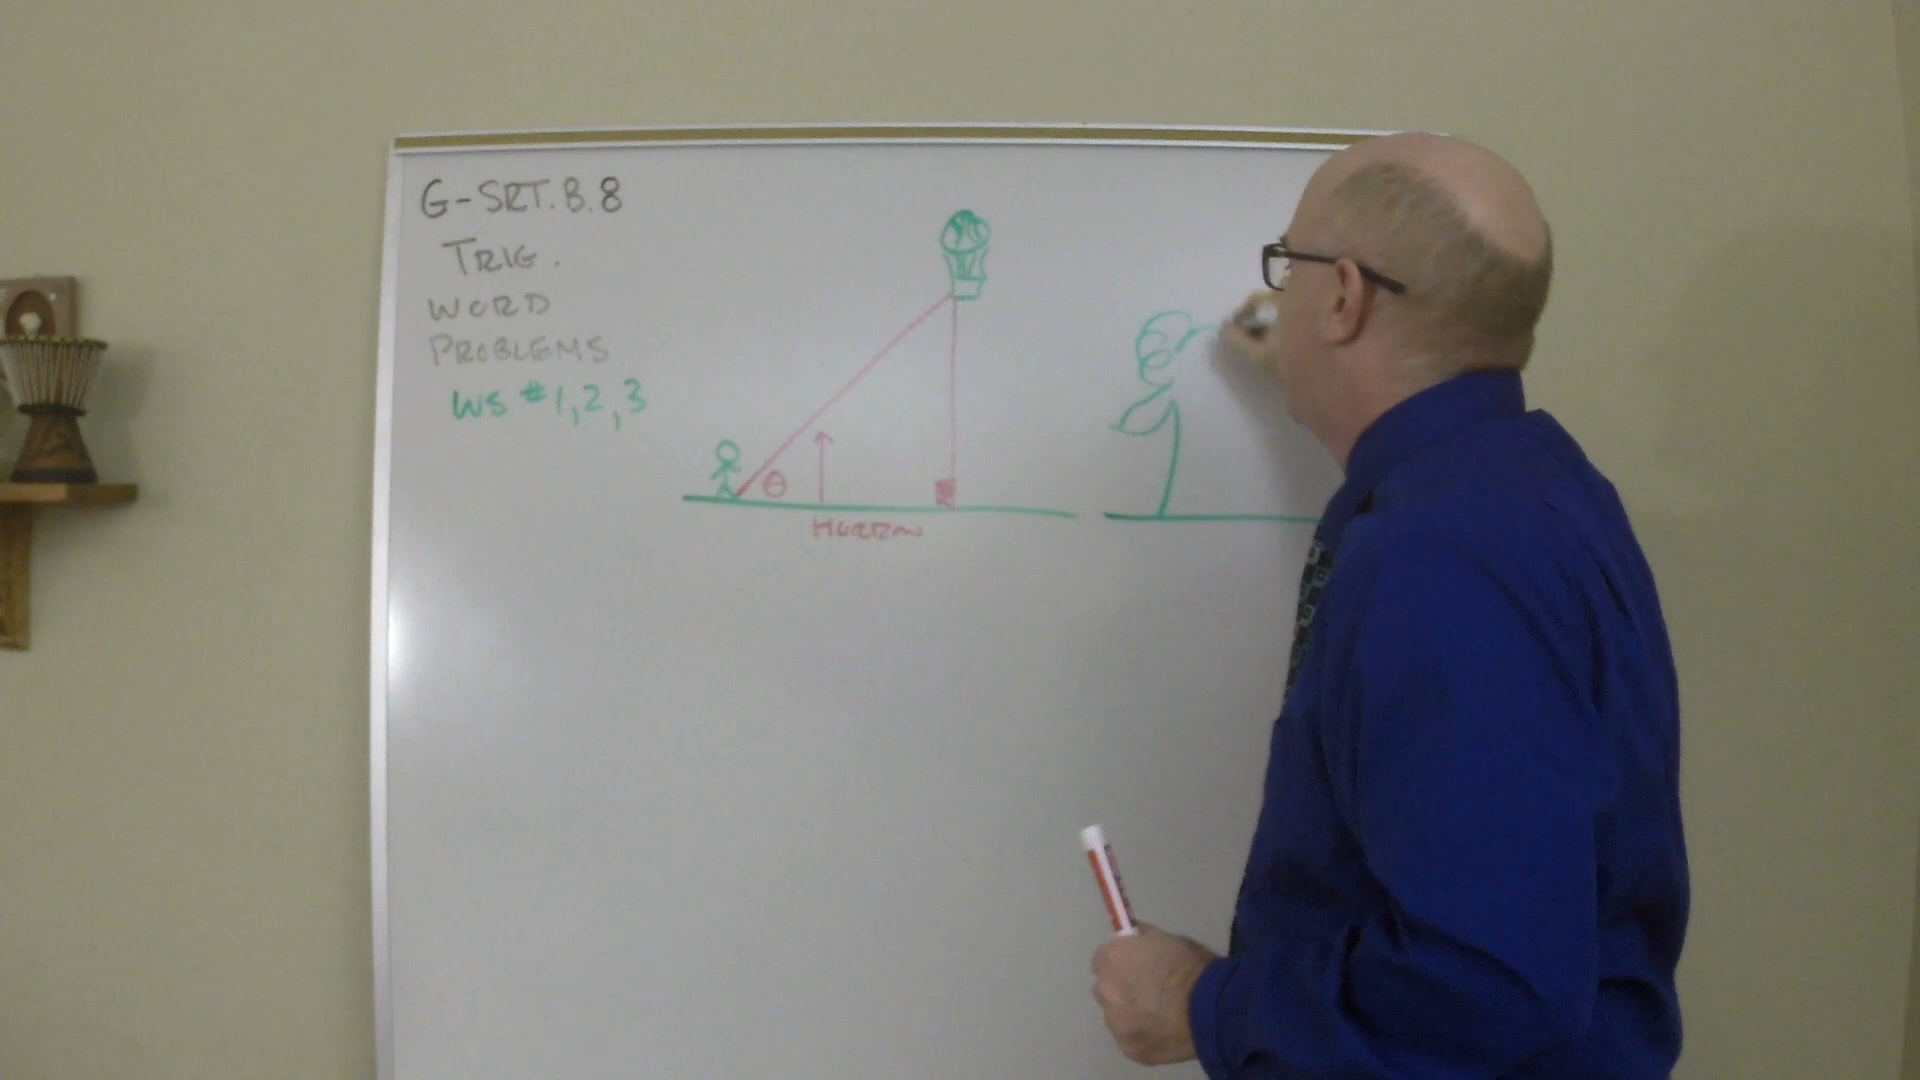 G-SRT.B.8
TRIG.
WORD
PROBLEMS
WS #1,2,3
θ